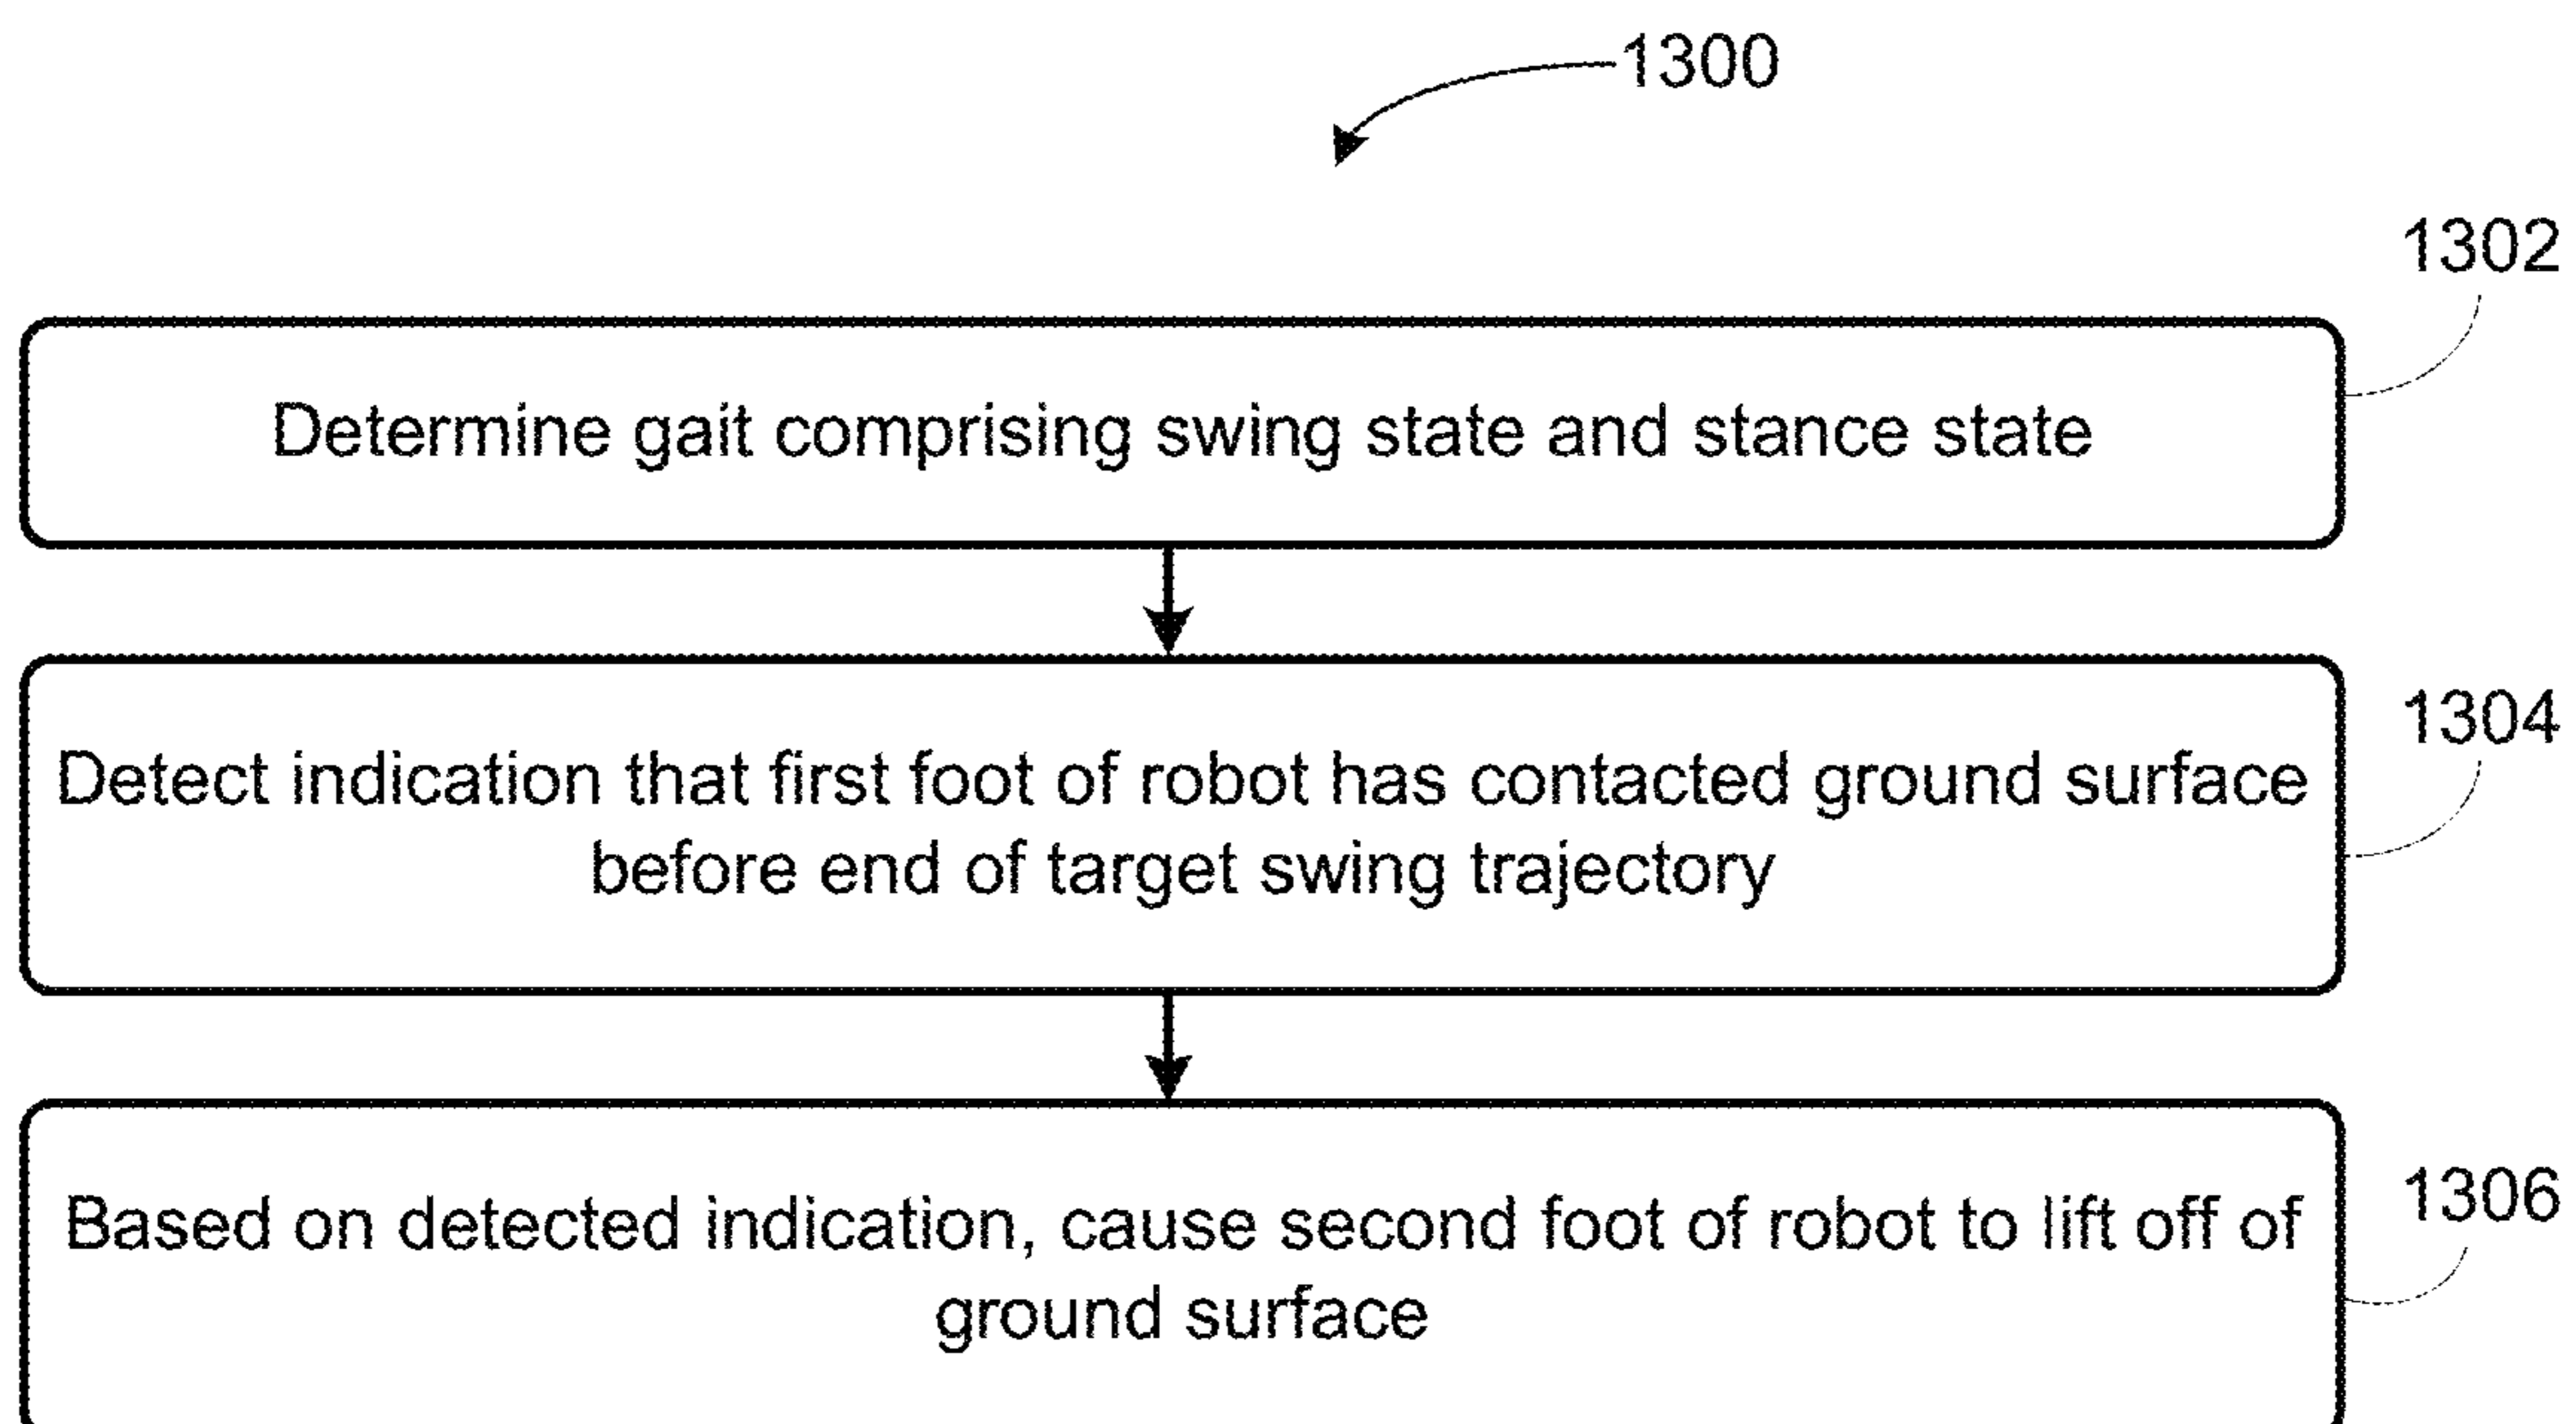 1300
1302
Determine gait comprising swing state and stance state
1304
Detect indication that first foot of robot has contacted ground surface
before end of target swing trajectory
1306
Based on detected indication, cause second foot of robot to lift off of
ground surface